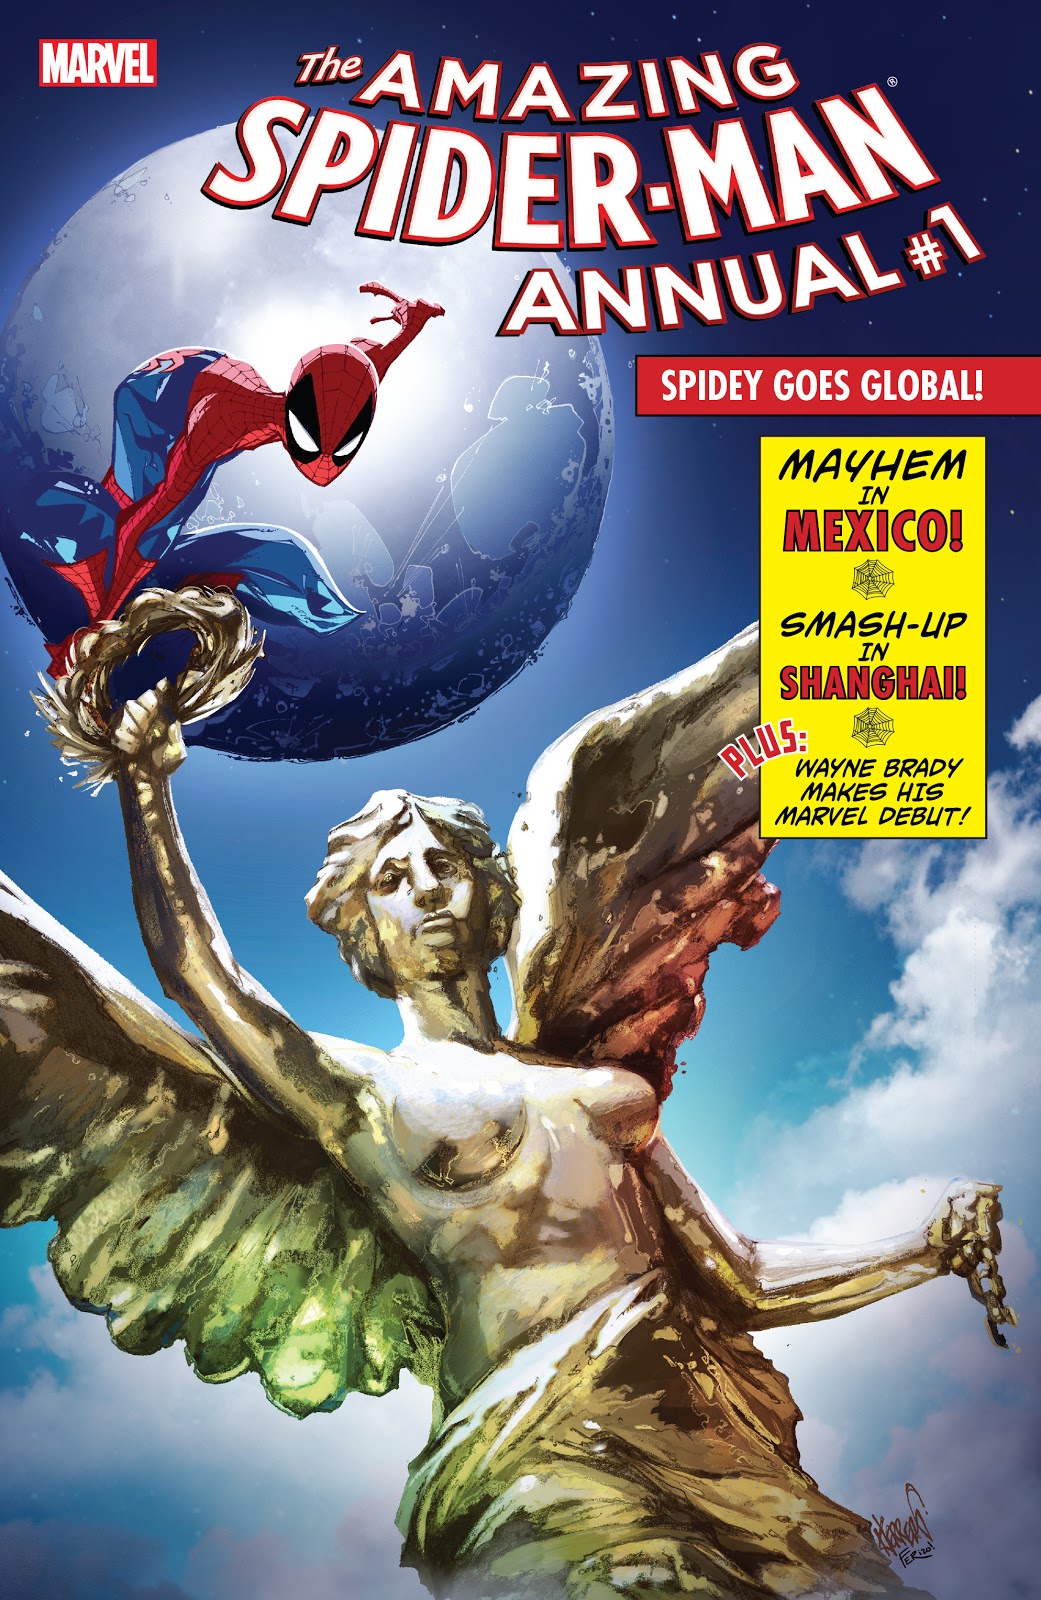 MARVEL
The AMAZING
SPIDER-MAN®
ANNUAL #1
SPIDEY GOES GLOBAL!
MAYHEM
IN
MEXICO!
SMASH-UP
IN
SHANGHAI!
PLUS:
WAYNE BRADY
MAKES HIS
MARVEL DEBUT!